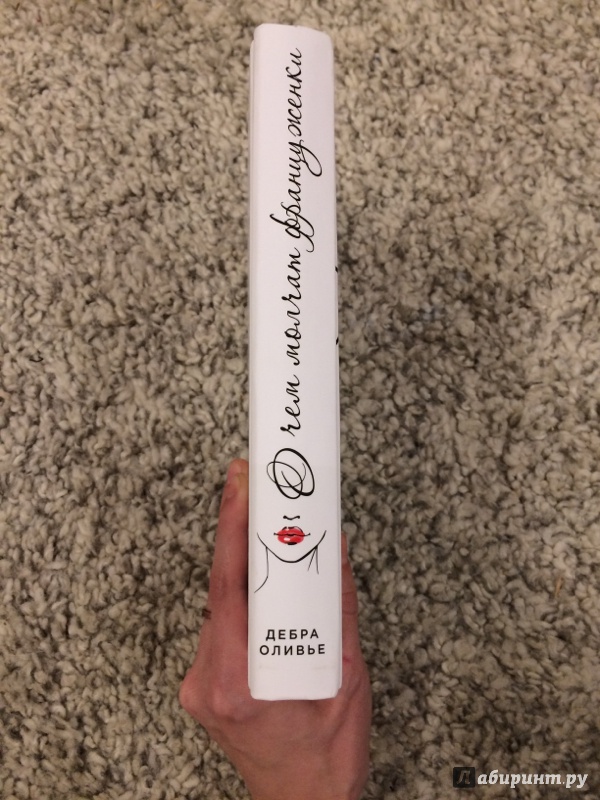 О чем молчат француженки
ДЕБРА
ОЛИВЬЕ
Лабиринт.ру